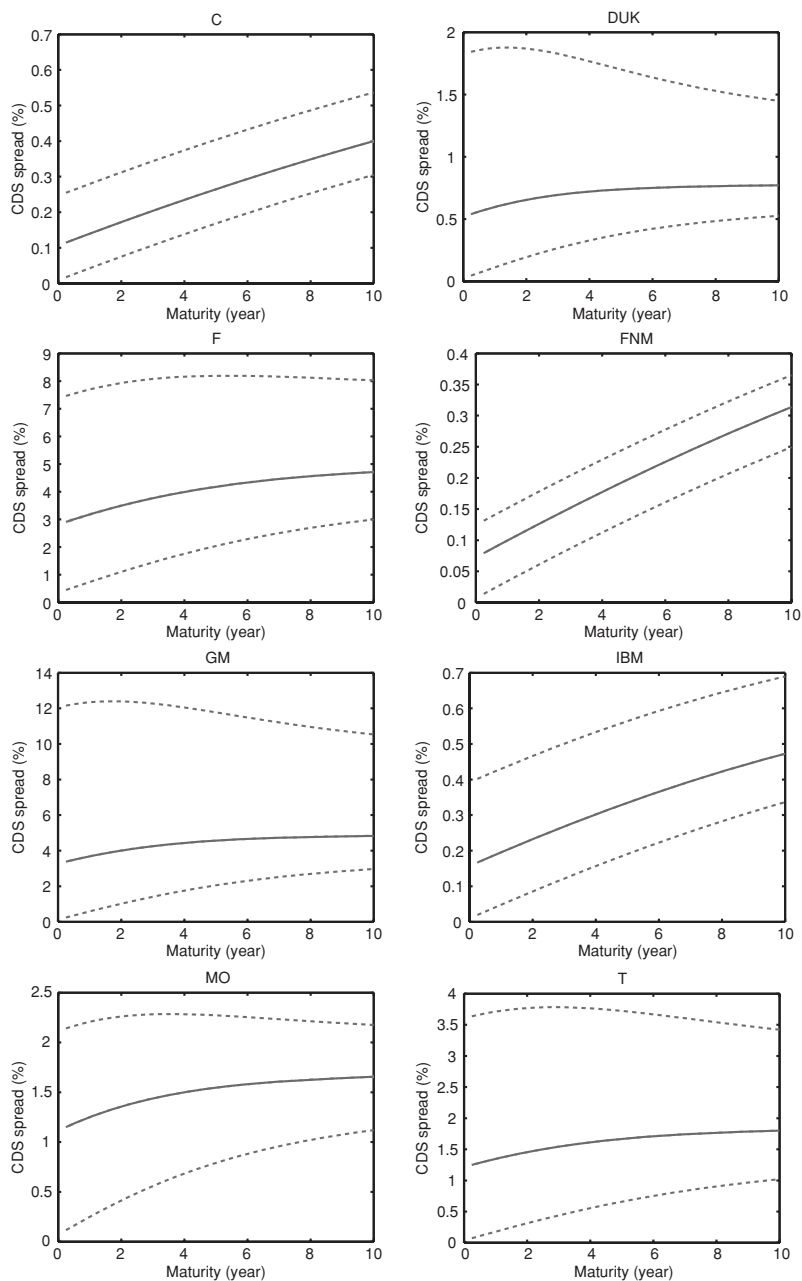 C
0.7
0.6
0.5
0.4
0.3
0.2
0.1
0
CDS spread (%)
0 2 4 6 8 10
Maturity (year)
DUK
2
1.5
1
0.5
0
CDS spread (%)
0 2 4 6 8 10
Maturity (year)
F
9
8
7
6
5
4
3
2
1
0
CDS spread (%)
0 2 4 6 8 10
Maturity (year)
FNM
0.4
0.35
0.3
0.25
0.2
0.15
0.1
0.05
0
CDS spread (%)
0 2 4 6 8 10
Maturity (year)
GM
14
12
10
8
6
4
2
0
CDS spread (%)
0 2 4 6 8 10
Maturity (year)
IBM
0.7
0.6
0.5
0.4
0.3
0.2
0.1
0
CDS spread (%)
0 2 4 6 8 10
Maturity (year)
MO
2.5
2
1.5
1
0.5
0
CDS spread (%)
0 2 4 6 8 10
Maturity (year)
T
4
3.5
3
2.5
2
1.5
1
0.5
0
CDS spread (%)
0 2 4 6 8 10
Maturity (year)